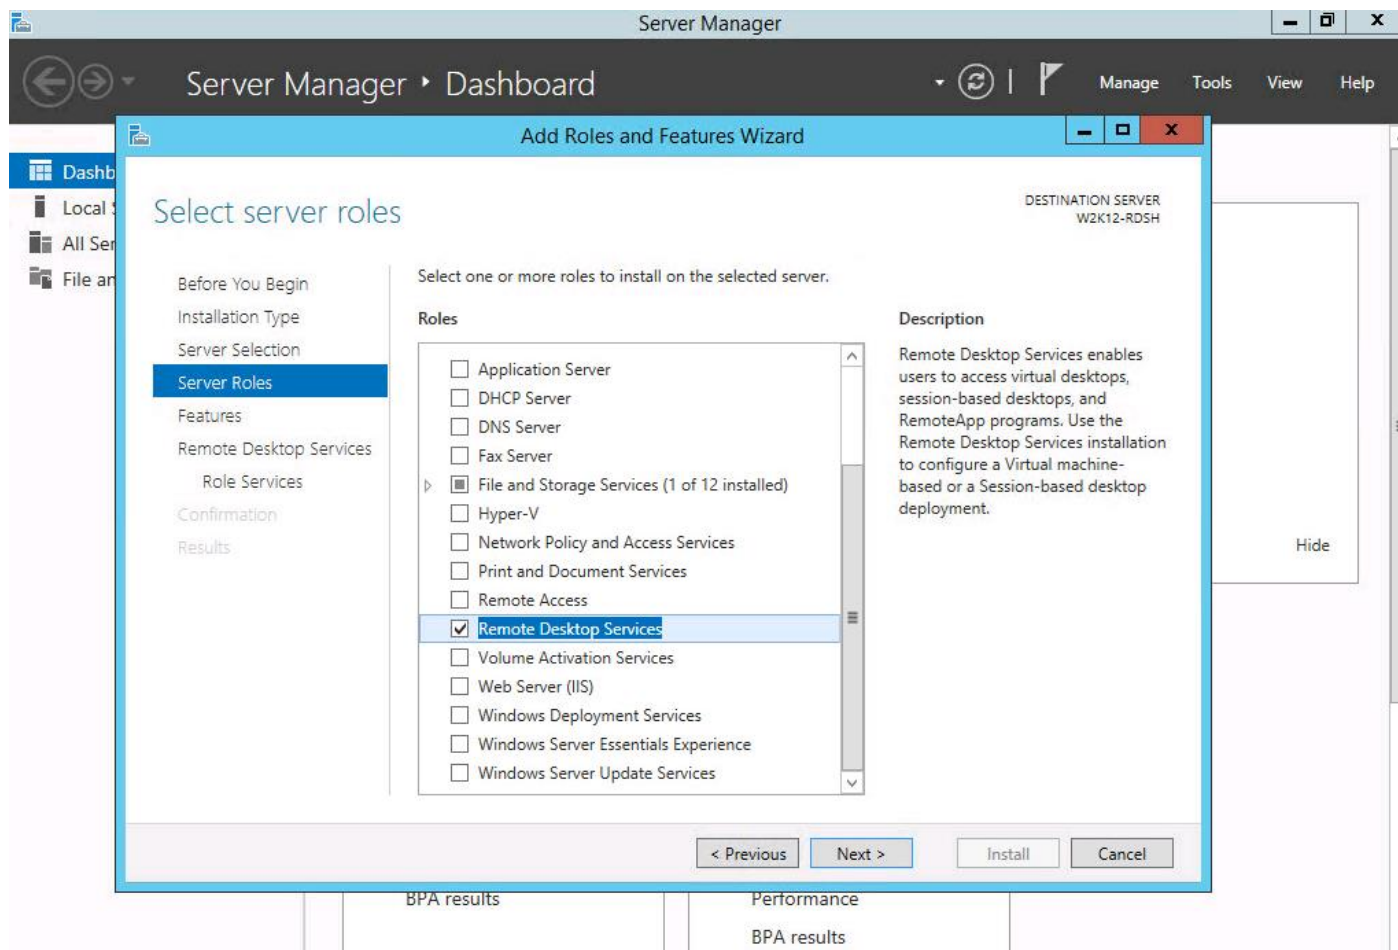 Server Manager
Server Manager ‣ Dashboard
Manage Tools View Help
Add Roles and Features Wizard
Dashb
Local S
All Ser
File an
Select server roles
DESTINATION SERVER
W2K12-RDSH
Before You Begin
Installation Type
Server Selection
Server Roles
Features
Remote Desktop Services
Role Services
Confirmation
Results
Select one or more roles to install on the selected server.
Roles
Application Server
DHCP Server
DNS Server
Fax Server
File and Storage Services (1 of 12 installed)
Hyper-V
Network Policy and Access Services
Print and Document Services
Remote Access
Remote Desktop Services
Volume Activation Services
Web Server (IIS)
Windows Deployment Services
Windows Server Essentials Experience
Windows Server Update Services
Description
Remote Desktop Services enables
users to access virtual desktops,
session-based desktops, and
RemoteApp programs. Use the
Remote Desktop Services installation
to configure a Virtual machine-
based or a Session-based desktop
deployment.
Hide
< Previous
Next >
Install
Cancel
BPA results
Performance
BPA results